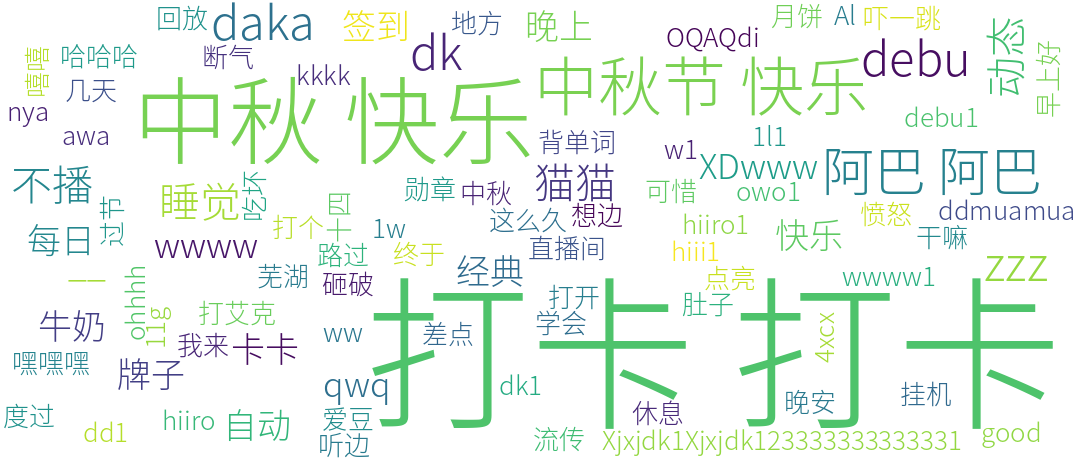 回放
daka
签到
地方
晚上
月饼
Al
吓一跳
嘻嘻
哈哈哈
断气
dk
OQAQdi
debu
动态
早上好
几天
kkkk
中秋 快乐
中秋节 快乐
nya
awa
背单词
w1
1l1
debu1
不播
睡觉
吃坏
勋章
中秋
猫猫
XDwww
阿巴 阿巴
可惜
owo1
过节
打个
十四
1w
这么久
想边
hiiro1
快乐
愤怒
ddmuamua
每日
wwww
路过
终于
直播间
hiii1
干嘛
一一
ohhhh
芜湖
砸破
经典
点亮
wwww1
ZZZ
牛奶
11g
打艾克
打卡 打卡
打开
肚子
嘿嘿嘿
我来
卡卡
ww
差点
学会
4xcx
牌子
qwq
dk1
休息
晚安
挂机
度过
dd1
hiiro
自动
爱豆
听边
流传
Xjxjdk1Xjxjdk123333333333331
good